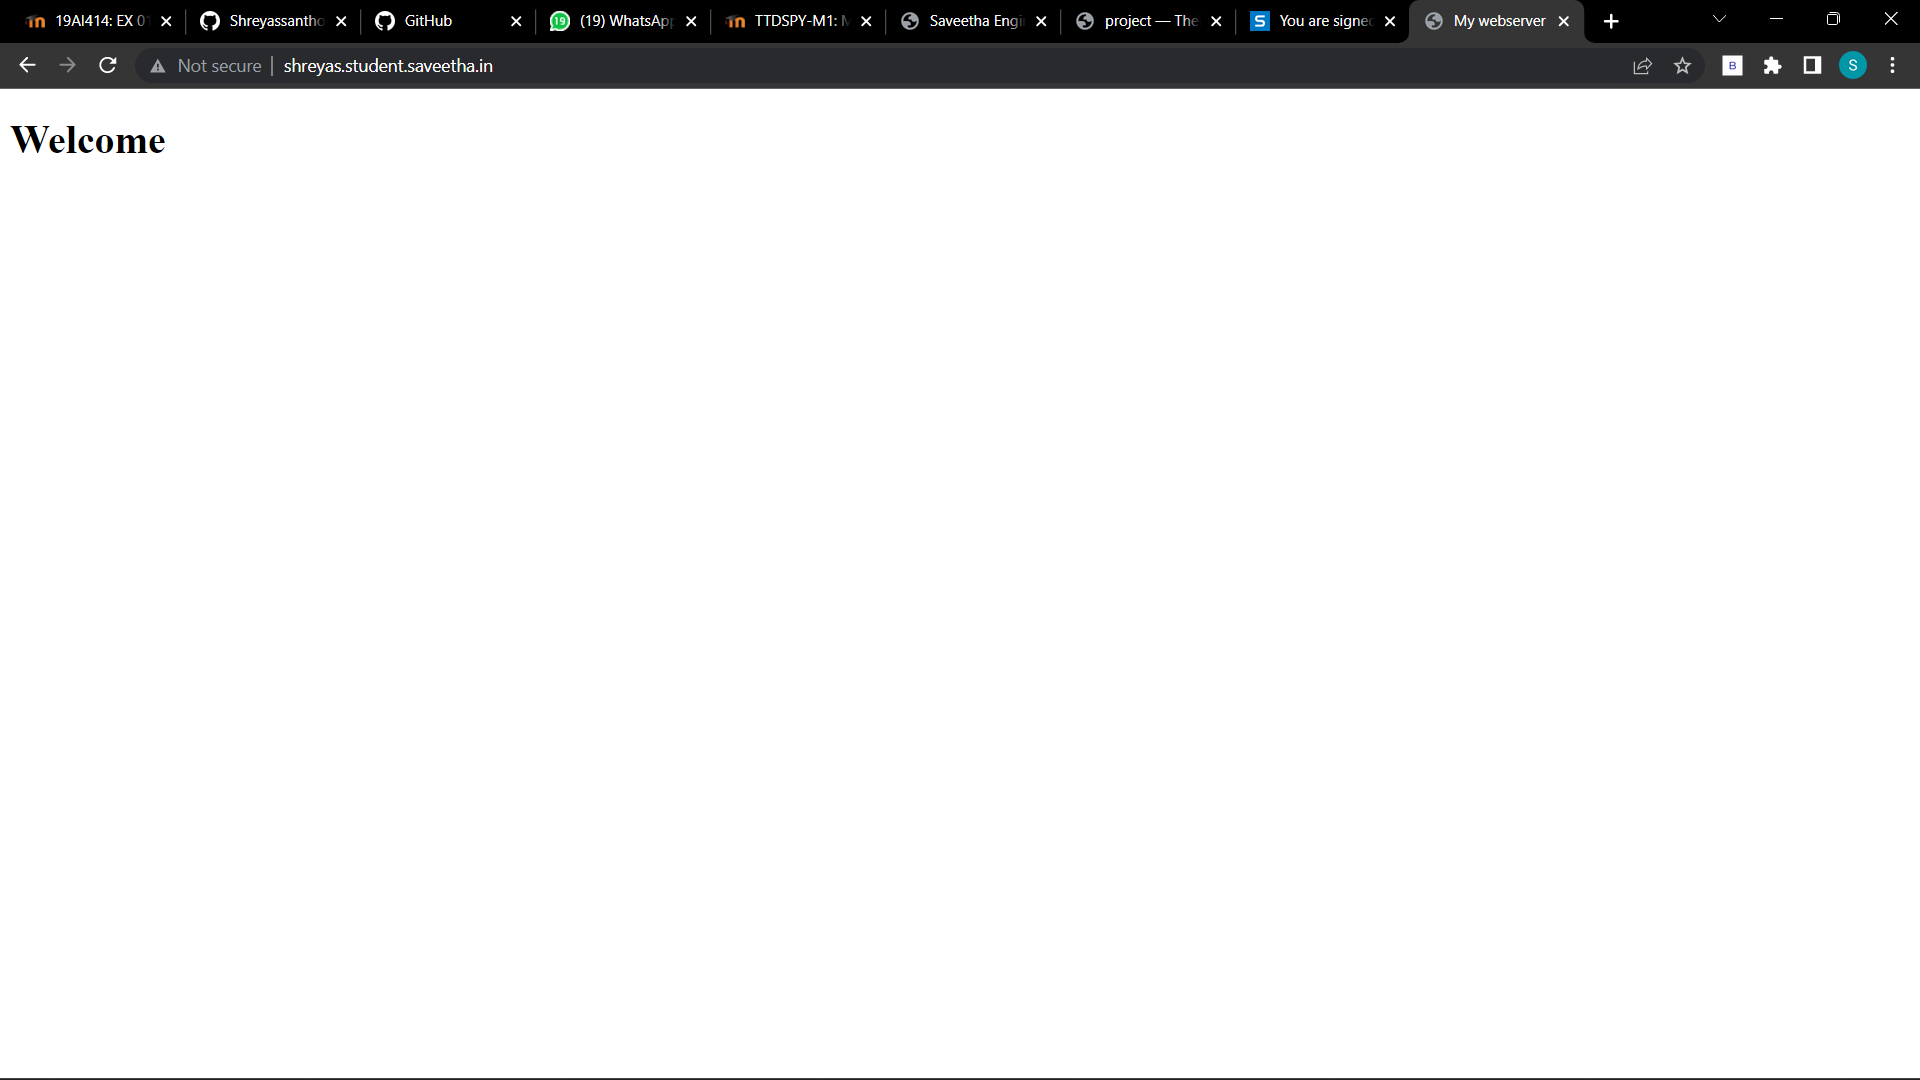 19AI414: EX 01
Shreyassantho
GitHub
(19) WhatsApp
TTDSPY-M1: M
Saveetha Engi
project — The
You are signed
My webserver
Not secure
shreyas.student.saveetha.in
B
S
Welcome